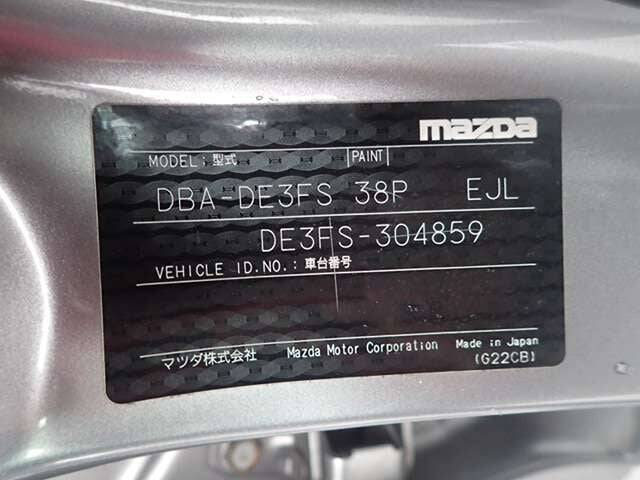 mazda
MODEL;型式 PAINT
DBA-DE3FS 38P EJL
DE3FS-304859
VEHICLE ID.NO.:車台番号
マツダ株式会社 Mazda Motor Corporation Made in Japan
(G22CB)